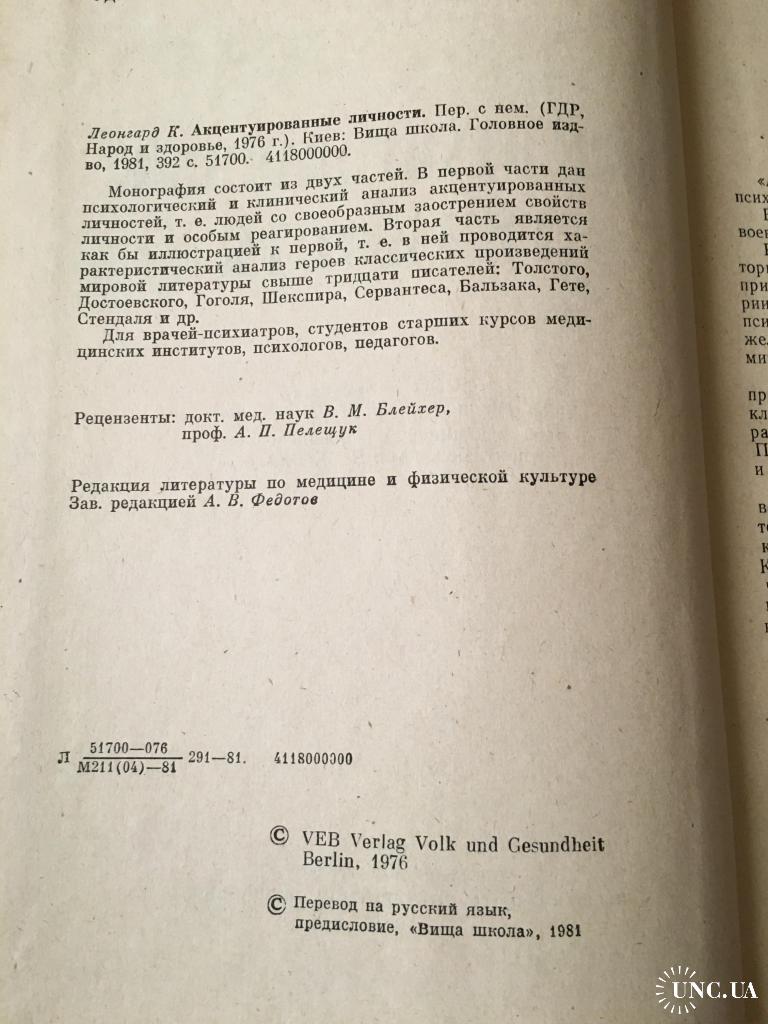 Леонгард К. Акцентуированные личности. Пер. с нем. (ГДР,
Народ и здоровье, 1976 г.). Киев: Вища школа. Головное изд-
во, 1981, 392 с. 51700. 4118000000.
Монография состоит из двух частей. В первой части дан
психологический и клинический анализ акцентуированных
личностей, т. е. людей со своеобразным заострением свойств
личности и особым реагированием. Вторая часть является
как бы иллюстрацией к первой, т. е. в ней проводится ха-
рактеристический анализ героев классических произведений
мировой литературы свыше тридцати писателей: Толстого,
Достоевского, Гоголя, Шекспира, Сервантеса, Бальзака, Гете,
Стендаля и др.
Для врачей-психиатров, студентов старших курсов меди-
цинских институтов, психологов, педагогов.
Рецензенты: докт. мед. наук В. М. Блейхер,
проф. А. П. Пелещук
Редакция литературы по медицине и физической культуре
Зав. редакцией А. В. Федотов
Л 51700—076
М211(04)—81 291—81. 4118000000
© VEB Verlag Volk und Gesundheit
Berlin, 1976
© Перевод на русский язык,
предисловие, «Вища школа», 1981
UNC.UA